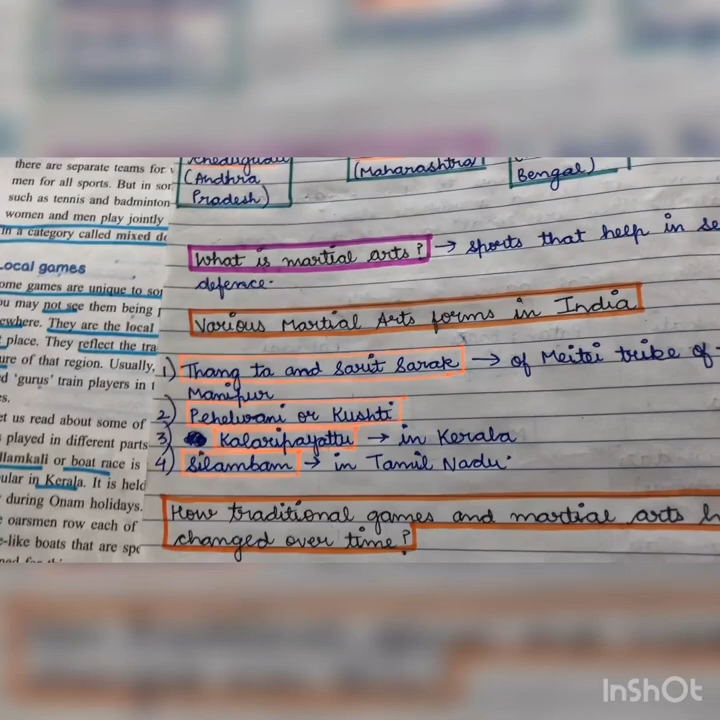 there are separate teams for
men for all sports. But in
such as tennis and badminton
women and men play jointly
in a category called mixed
Local games
ome games are unique to
ou may not see them being
ewhere. They are the local
place. They reflect the
ure of that region. Usually,
d 'gurus' train players in
es.
et us read about some of
played in different parts
llamkali or boat race is
ular in Kerala. It is held
during Onam holidays.
e oarsmen row each of
e-like boats that are
(Andhra
Pradesh)
(Maharashtra)
Bengal)
What is martial arts? → sports that help in se
defence.
Various Martial Arts forms in India
1) Thang ta and Sarit Sarak → of Meitei tribe of
Manipur
2) Pehelwani or Kushti
3) Kalaripayattu → in Kerala
4) Silambam → in Tamil Nadu.
How traditional games and martial arts h
changed over time?
InShOt